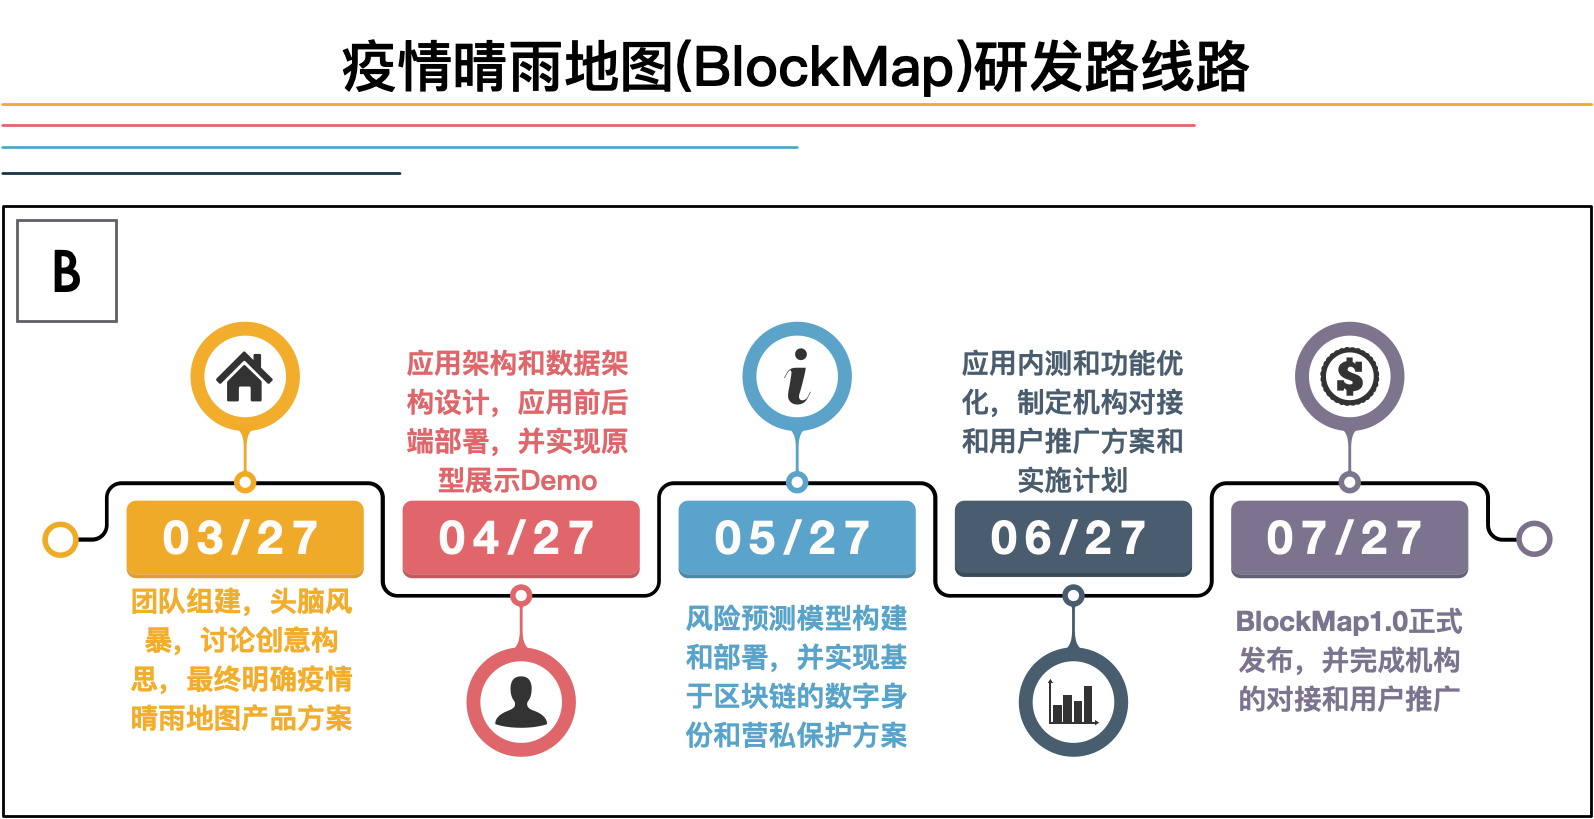 疫情晴雨地图(BlockMap)研发路线路
B
03/27
团队组建，头脑风
暴，讨论创意构
思，最终明确疫情
晴雨地图产品方案
应用架构和数据架
构设计，应用前后
端部署，并实现原
型展示Demo
04/27
05/27
风险预测模型构建
和部署，并实现基
于区块链的数字身
份和营私保护方案
应用内测和功能优
化，制定机构对接
和用户推广方案和
实施计划
06/27
07/27
BlockMap1.0正式
发布，并完成机构
的对接和用户推广